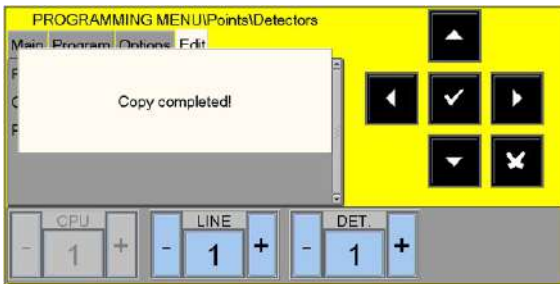 PROGRAMMING MENU\Points\Detectors
Main Program Options Edit
Copy completed!
CPU LINE DET.
- 1 + - 1 + - 1 +